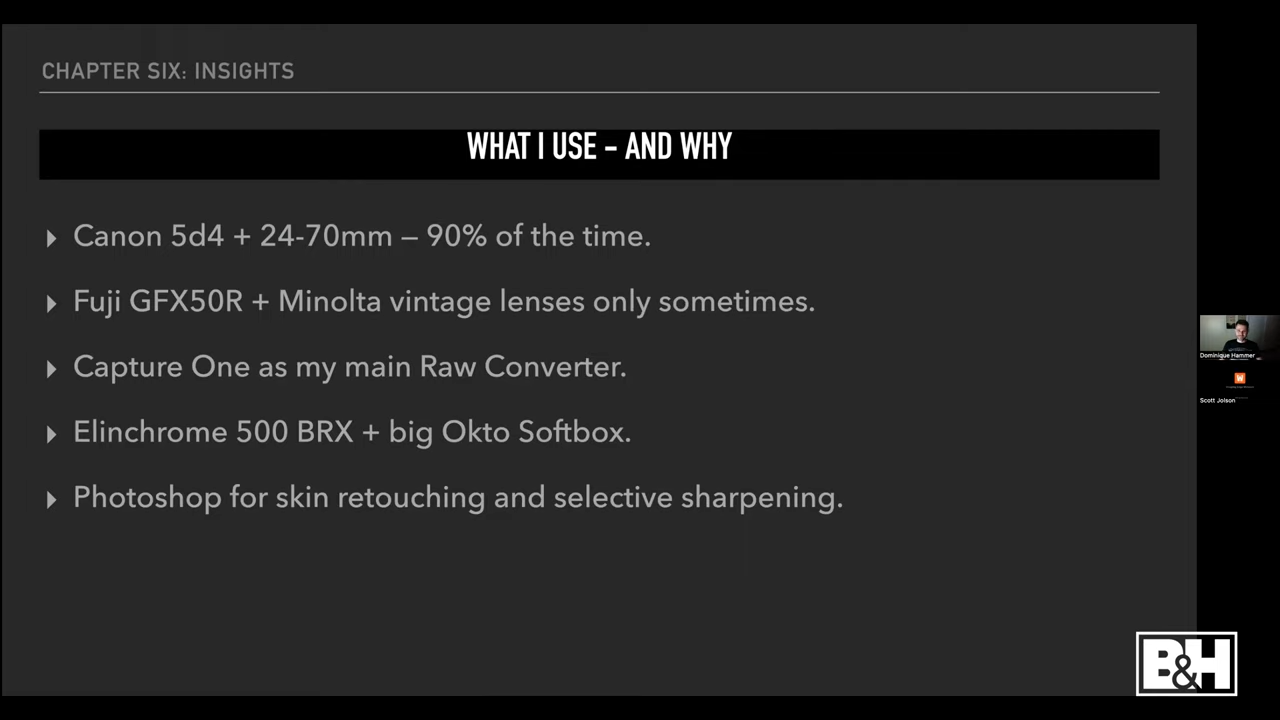 CHAPTER SIX: INSIGHTS
WHAT I USE – AND WHY
Canon 5d4 + 24-70mm – 90% of the time.
Fuji GFX50R + Minolta vintage lenses only sometimes.
Capture One as my main Raw Converter.
Elinchrome 500 BRX + big Okto Softbox.
Photoshop for skin retouching and selective sharpening.
Dominique Hammer
W
Scott Jolson
B&H